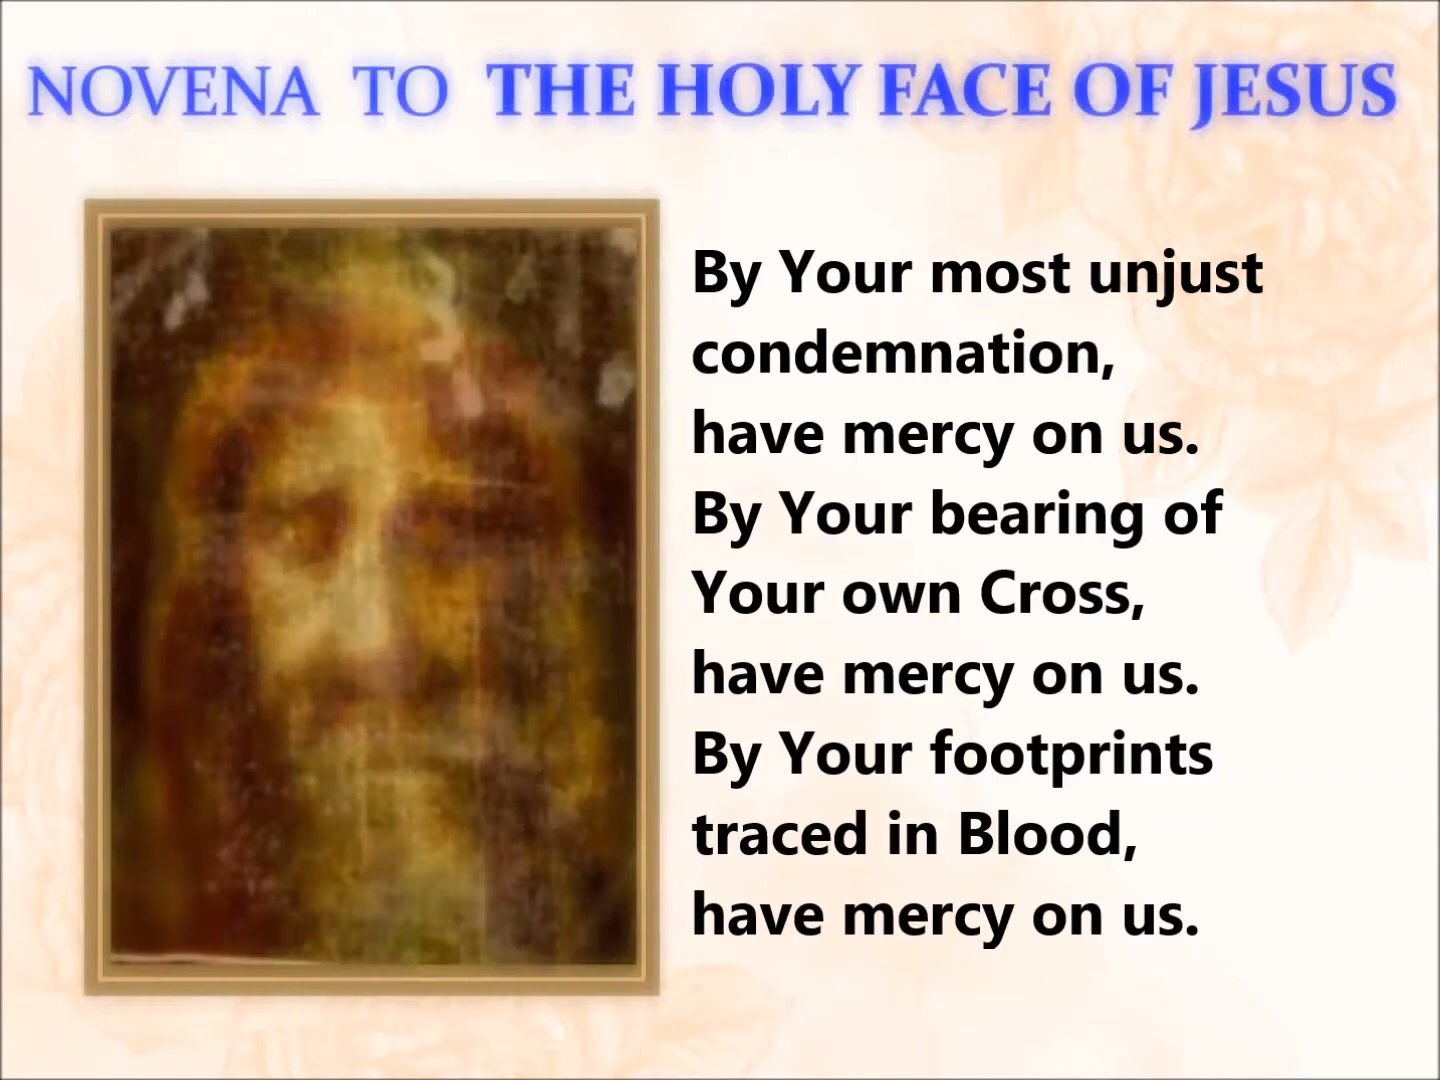 NOVENA TO THE HOLY FACE OF JESUS
By Your most unjust
condemnation,
have mercy on us.
By Your bearing of
Your own Cross,
have mercy on us.
By Your footprints
traced in Blood,
have mercy on us.